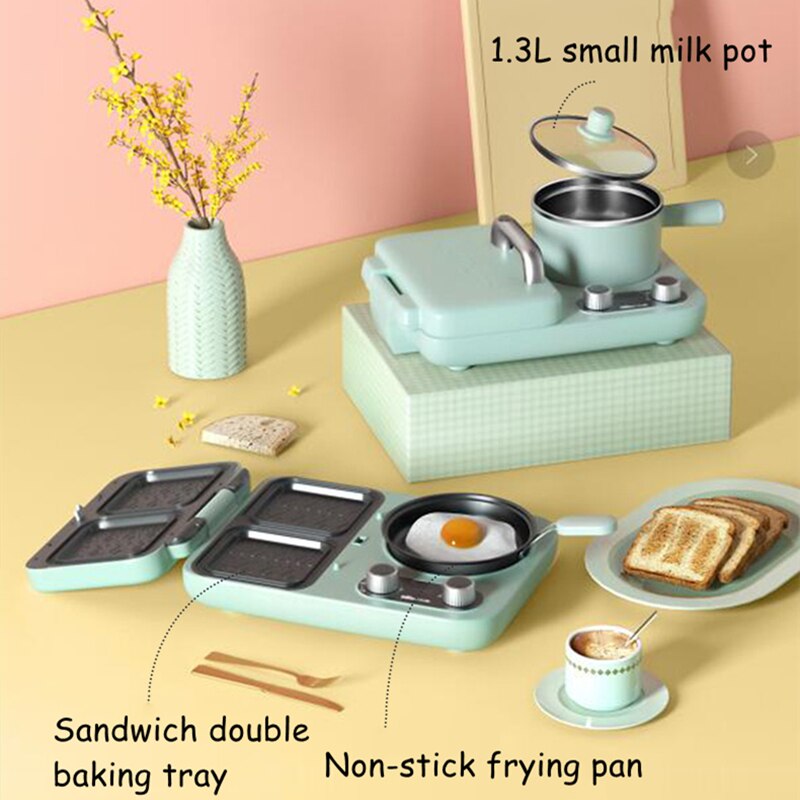 1.3L small milk pot
Sandwich double
baking tray
Non-stick frying pan